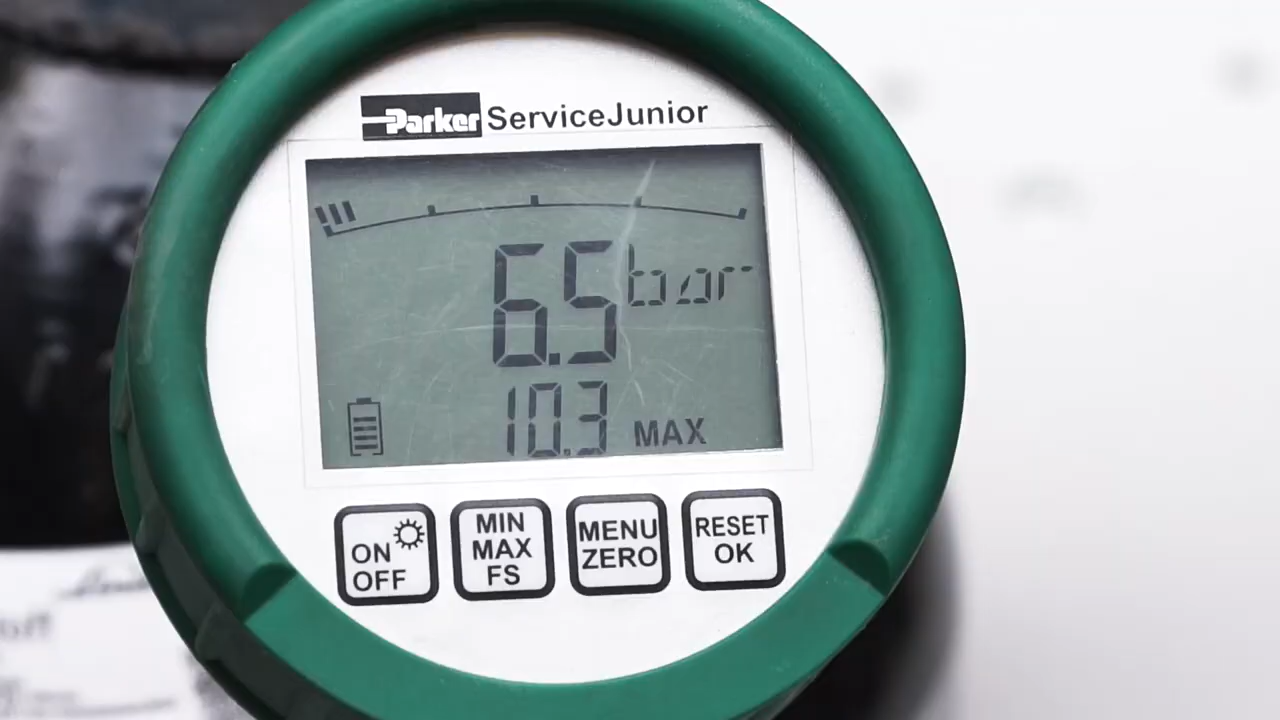 Parker ServiceJunior
6.5 bar
10.3 MAX
ON
OFF
MIN
MAX
FS
MENU
ZERO
RESET
OK